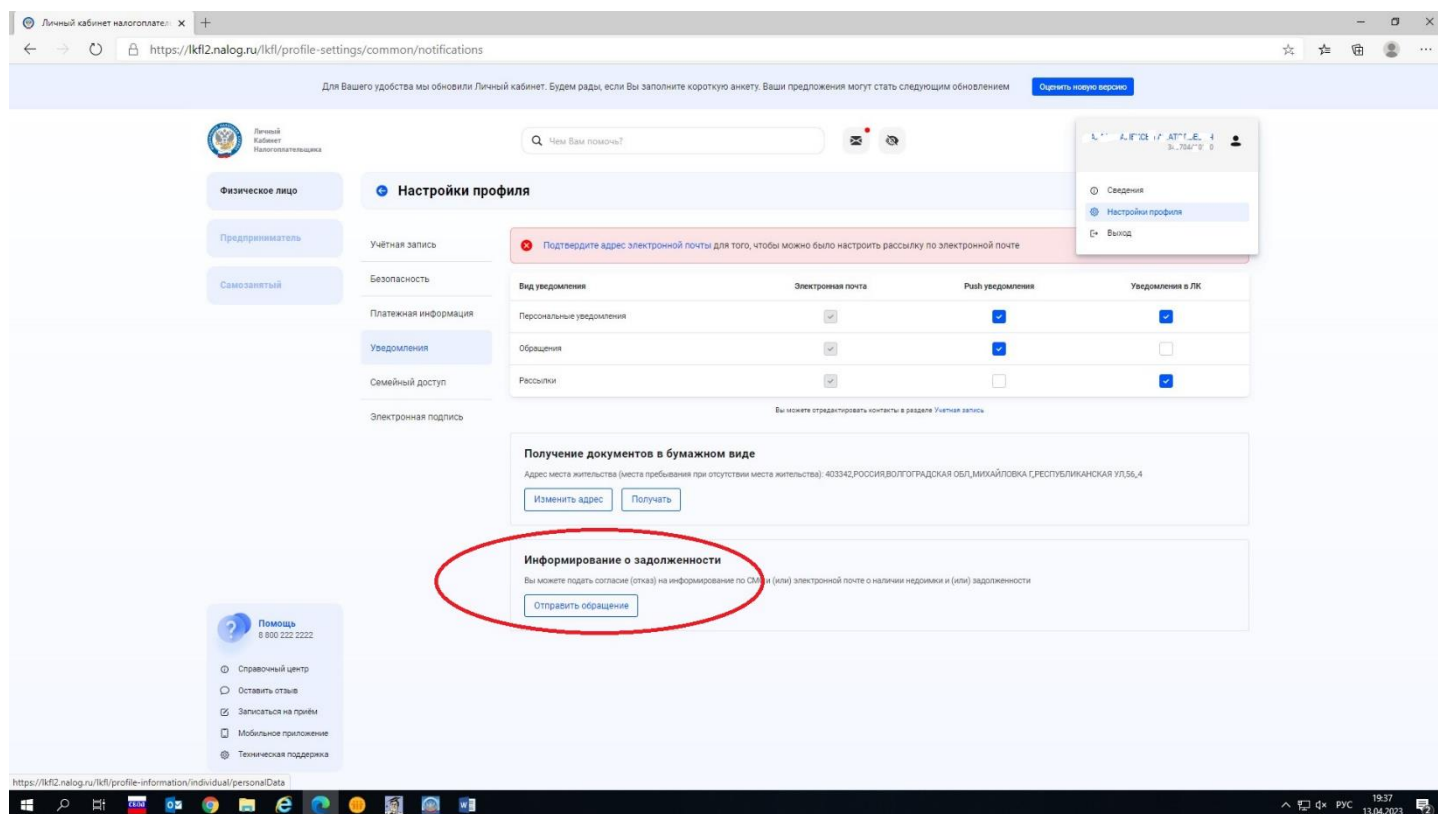 Личный кабинет налогоплател
https://lkfl2.nalog.ru/lkfl/profile-settings/common/notifications
Для Вашего удобства мы обновили Личный кабинет. Будем рады, если Вы заполните короткую анкету. Ваши предложения могут стать следующим обновлением
Оценить новую версию
Личный
Кабинет
Налогоплательщика
Чем Вам помочь?
Сведения
Настройки профиля
Выход
Физическое лицо
Предприниматель
Самозанятый
Настройки профиля
Учётная запись
Безопасность
Платежная информация
Уведомления
Семейный доступ
Электронная подпись
Подтвердите адрес электронной почты для того, чтобы можно было настроить рассылку по электронной почте
Вид уведомления Электронная почта Push уведомления Уведомления в ЛК
Персональные уведомления
Обращения
Рассылки
Вы можете отредактировать контакты в разделе Учетная запись
Получение документов в бумажном виде
Адрес места жительства (места пребывания при отсутствии места жительства): 403342,РОССИЯ,ВОЛГОГРАДСКАЯ ОБЛ,МИХАЙЛОВКА Г,РЕСПУБЛИКАНСКАЯ УЛ,56,,4
Изменить адрес Получать
Информирование о задолженности
Вы можете подать согласие (отказ) на информирование по СМС и (или) электронной почте о наличии недоимки и (или) задолженности
Отправить обращение
Помощь
8 800 222 2222
Справочный центр
Оставить отзыв
Записаться на приём
Мобильное приложение
Техническая поддержка
https://lkfl2.nalog.ru/lkfl/profile-information/individual/personalData
РУС
19:37
13.04.2023